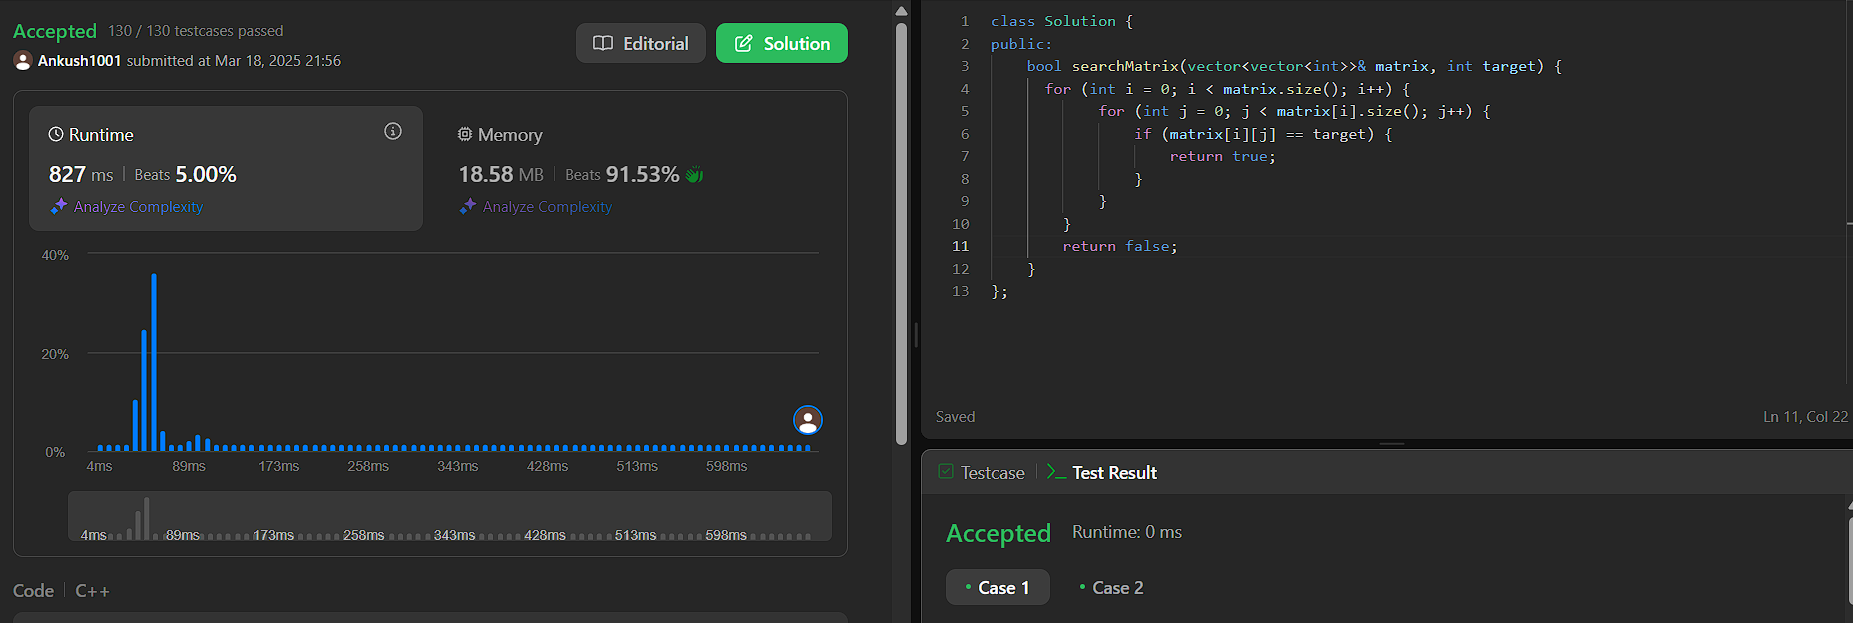 Accepted 130 / 130 testcases passed
Ankush1001 submitted at Mar 18, 2025 21:56
Editorial
Solution
Runtime
827 ms | Beats 5.00%
Analyze Complexity
Memory
18.58 MB | Beats 91.53%
Analyze Complexity
40%
20%
0%
4ms 89ms 173ms 258ms 343ms 428ms 513ms 598ms
4ms 89ms 173ms 258ms 343ms 428ms 513ms 598ms
Code | C++
1 class Solution {
2 public:
3 bool searchMatrix(vector<vector<int>>& matrix, int target) {
4 for (int i = 0; i < matrix.size(); i++) {
5 for (int j = 0; j < matrix[i].size(); j++) {
6 if (matrix[i][j] == target) {
7 return true;
8 }
9 }
10 }
11 return false;
12 }
13 };
Saved
Ln 11, Col 22
Testcase | >_ Test Result
Accepted Runtime: 0 ms
• Case 1 • Case 2